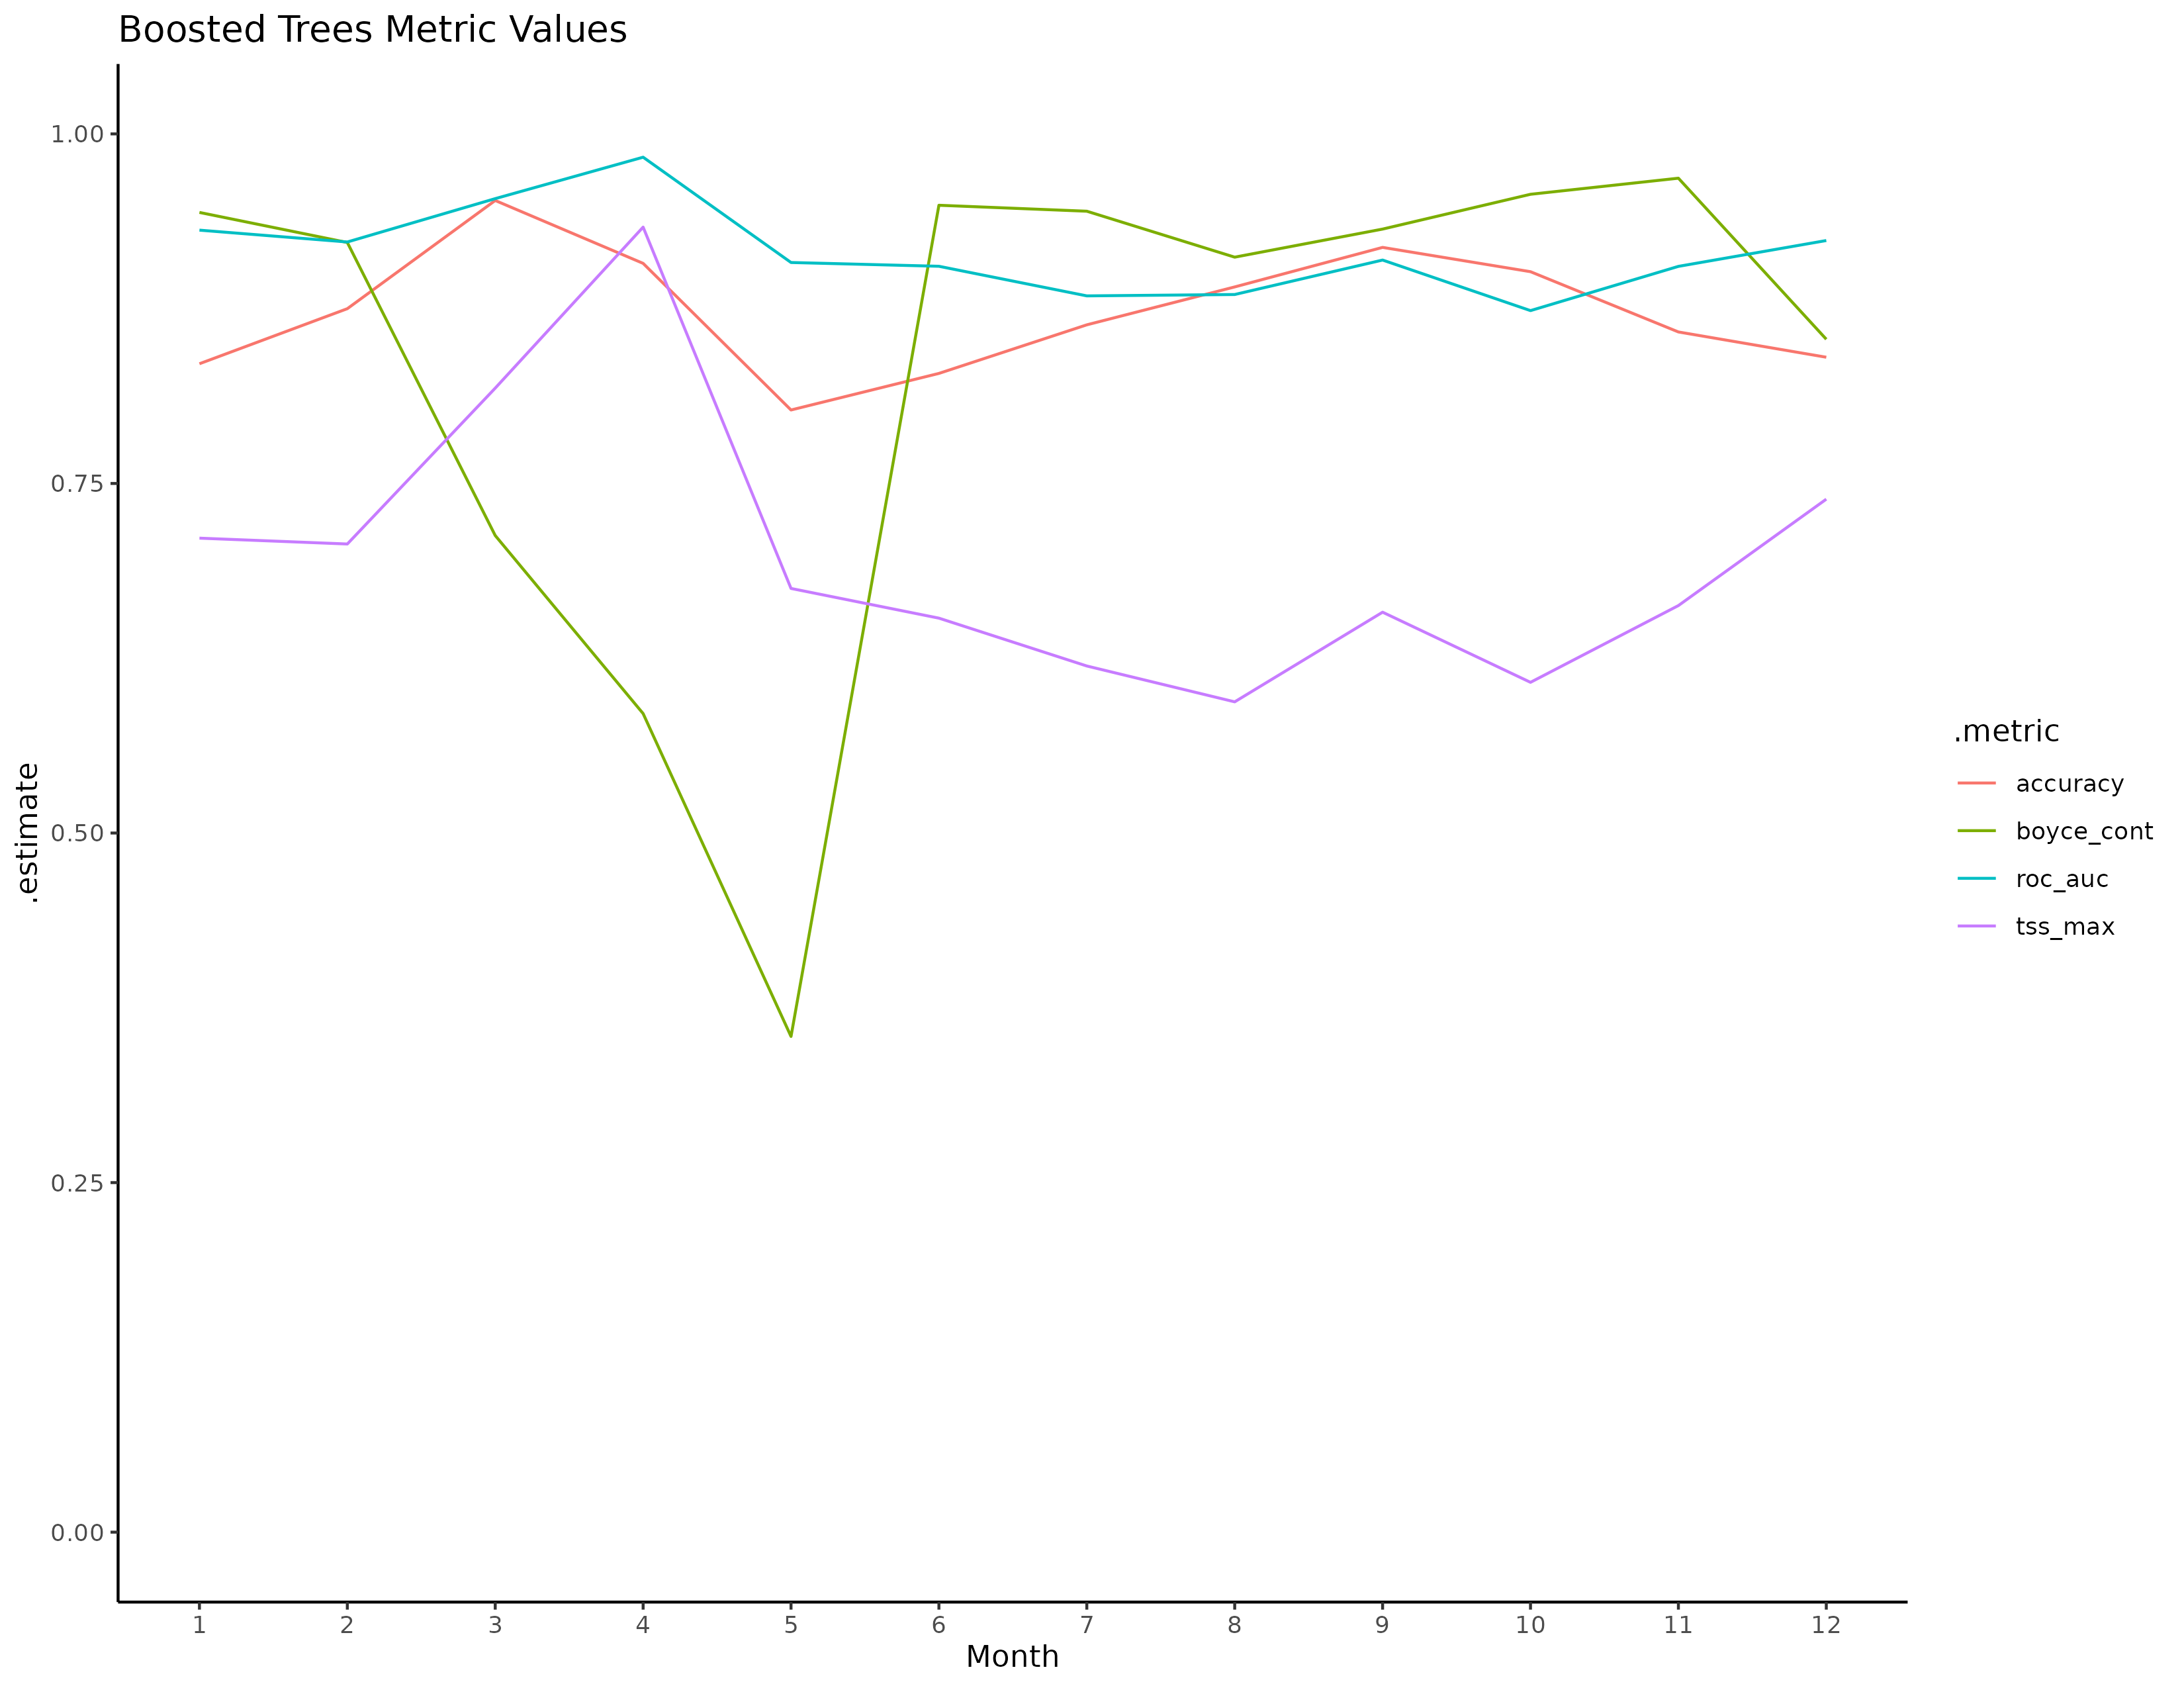 Boosted Trees Metric Values
1.00
0.75
0.50
0.25
0.00
.estimate
1 2 3 4 5 6 7 8 9 10 11 12
Month
.metric
accuracy
boyce_cont
roc_auc
tss_max